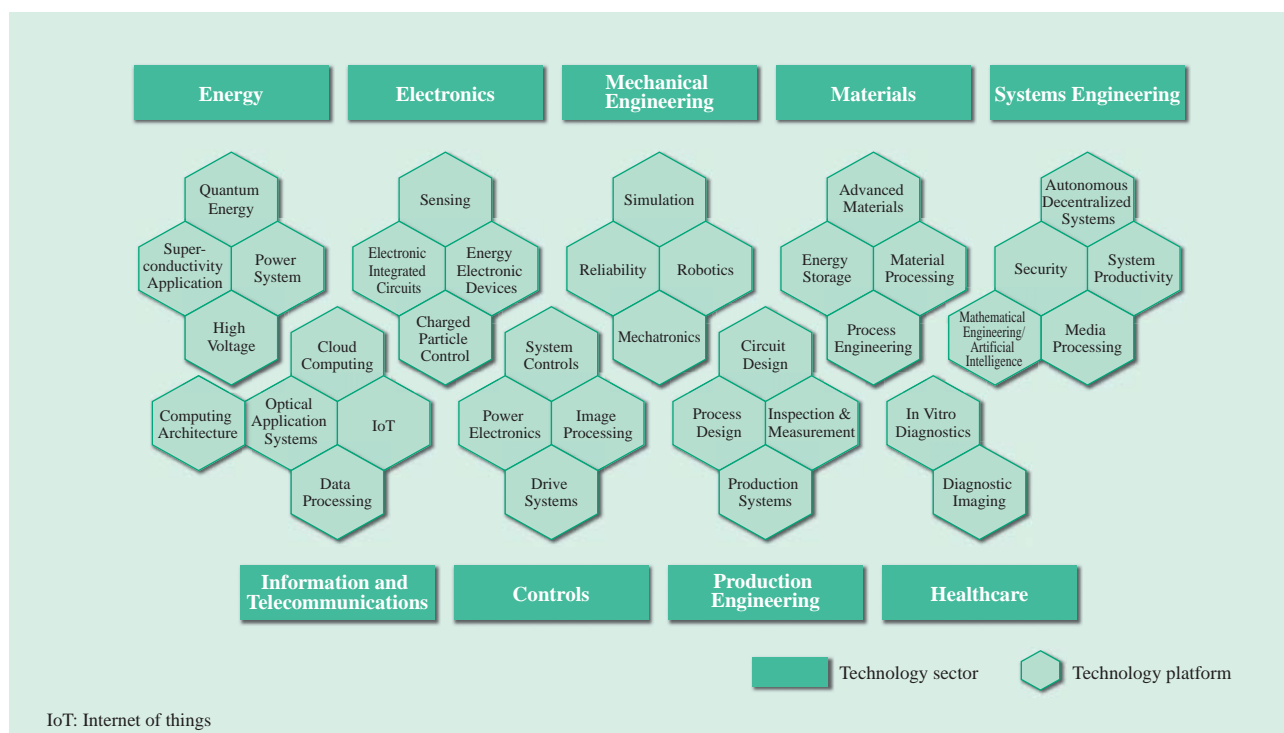 Energy
Electronics
Mechanical
Engineering
Materials
Systems Engineering
Quantum
Energy
Super-
conductivity
Application
Power
System
High
Voltage
Sensing
Electronic
Integrated
Circuits
Energy
Electronic
Devices
Charged
Particle
Control
Simulation
Reliability
Robotics
Mechatronics
Advanced
Materials
Energy
Storage
Material
Processing
Process
Engineering
Autonomous
Decentralized
Systems
Security
System
Productivity
Mathematical
Engineering/
Artificial
Intelligence
Media
Processing
Cloud
Computing
Computing
Architecture
Optical
Application
Systems
IoT
Data
Processing
System
Controls
Power
Electronics
Image
Processing
Drive
Systems
Circuit
Design
Process
Design
Inspection &
Measurement
Production
Systems
In Vitro
Diagnostics
Diagnostic
Imaging
Information and
Telecommunications
Controls
Production
Engineering
Healthcare
Technology sector
Technology platform
IoT: Internet of things